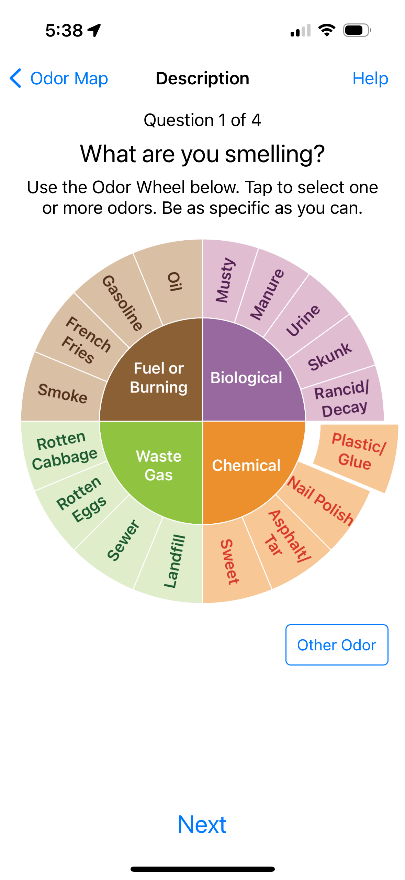 5:38
Odor Map
Description
Help
Question 1 of 4
What are you smelling?
Use the Odor Wheel below. Tap to select one
or more odors. Be as specific as you can.
Oil
Gasoline
French
Fries
Smoke
Fuel or
Burning
Musty
Manure
Urine
Skunk
Rancid/
Decay
Biological
Rotten
Cabbage
Rotten
Eggs
Sewer
Landfill
Waste
Gas
Chemical
Plastic/
Glue
Nail Polish
Asphalt/
Tar
Sweet
Other Odor
Next